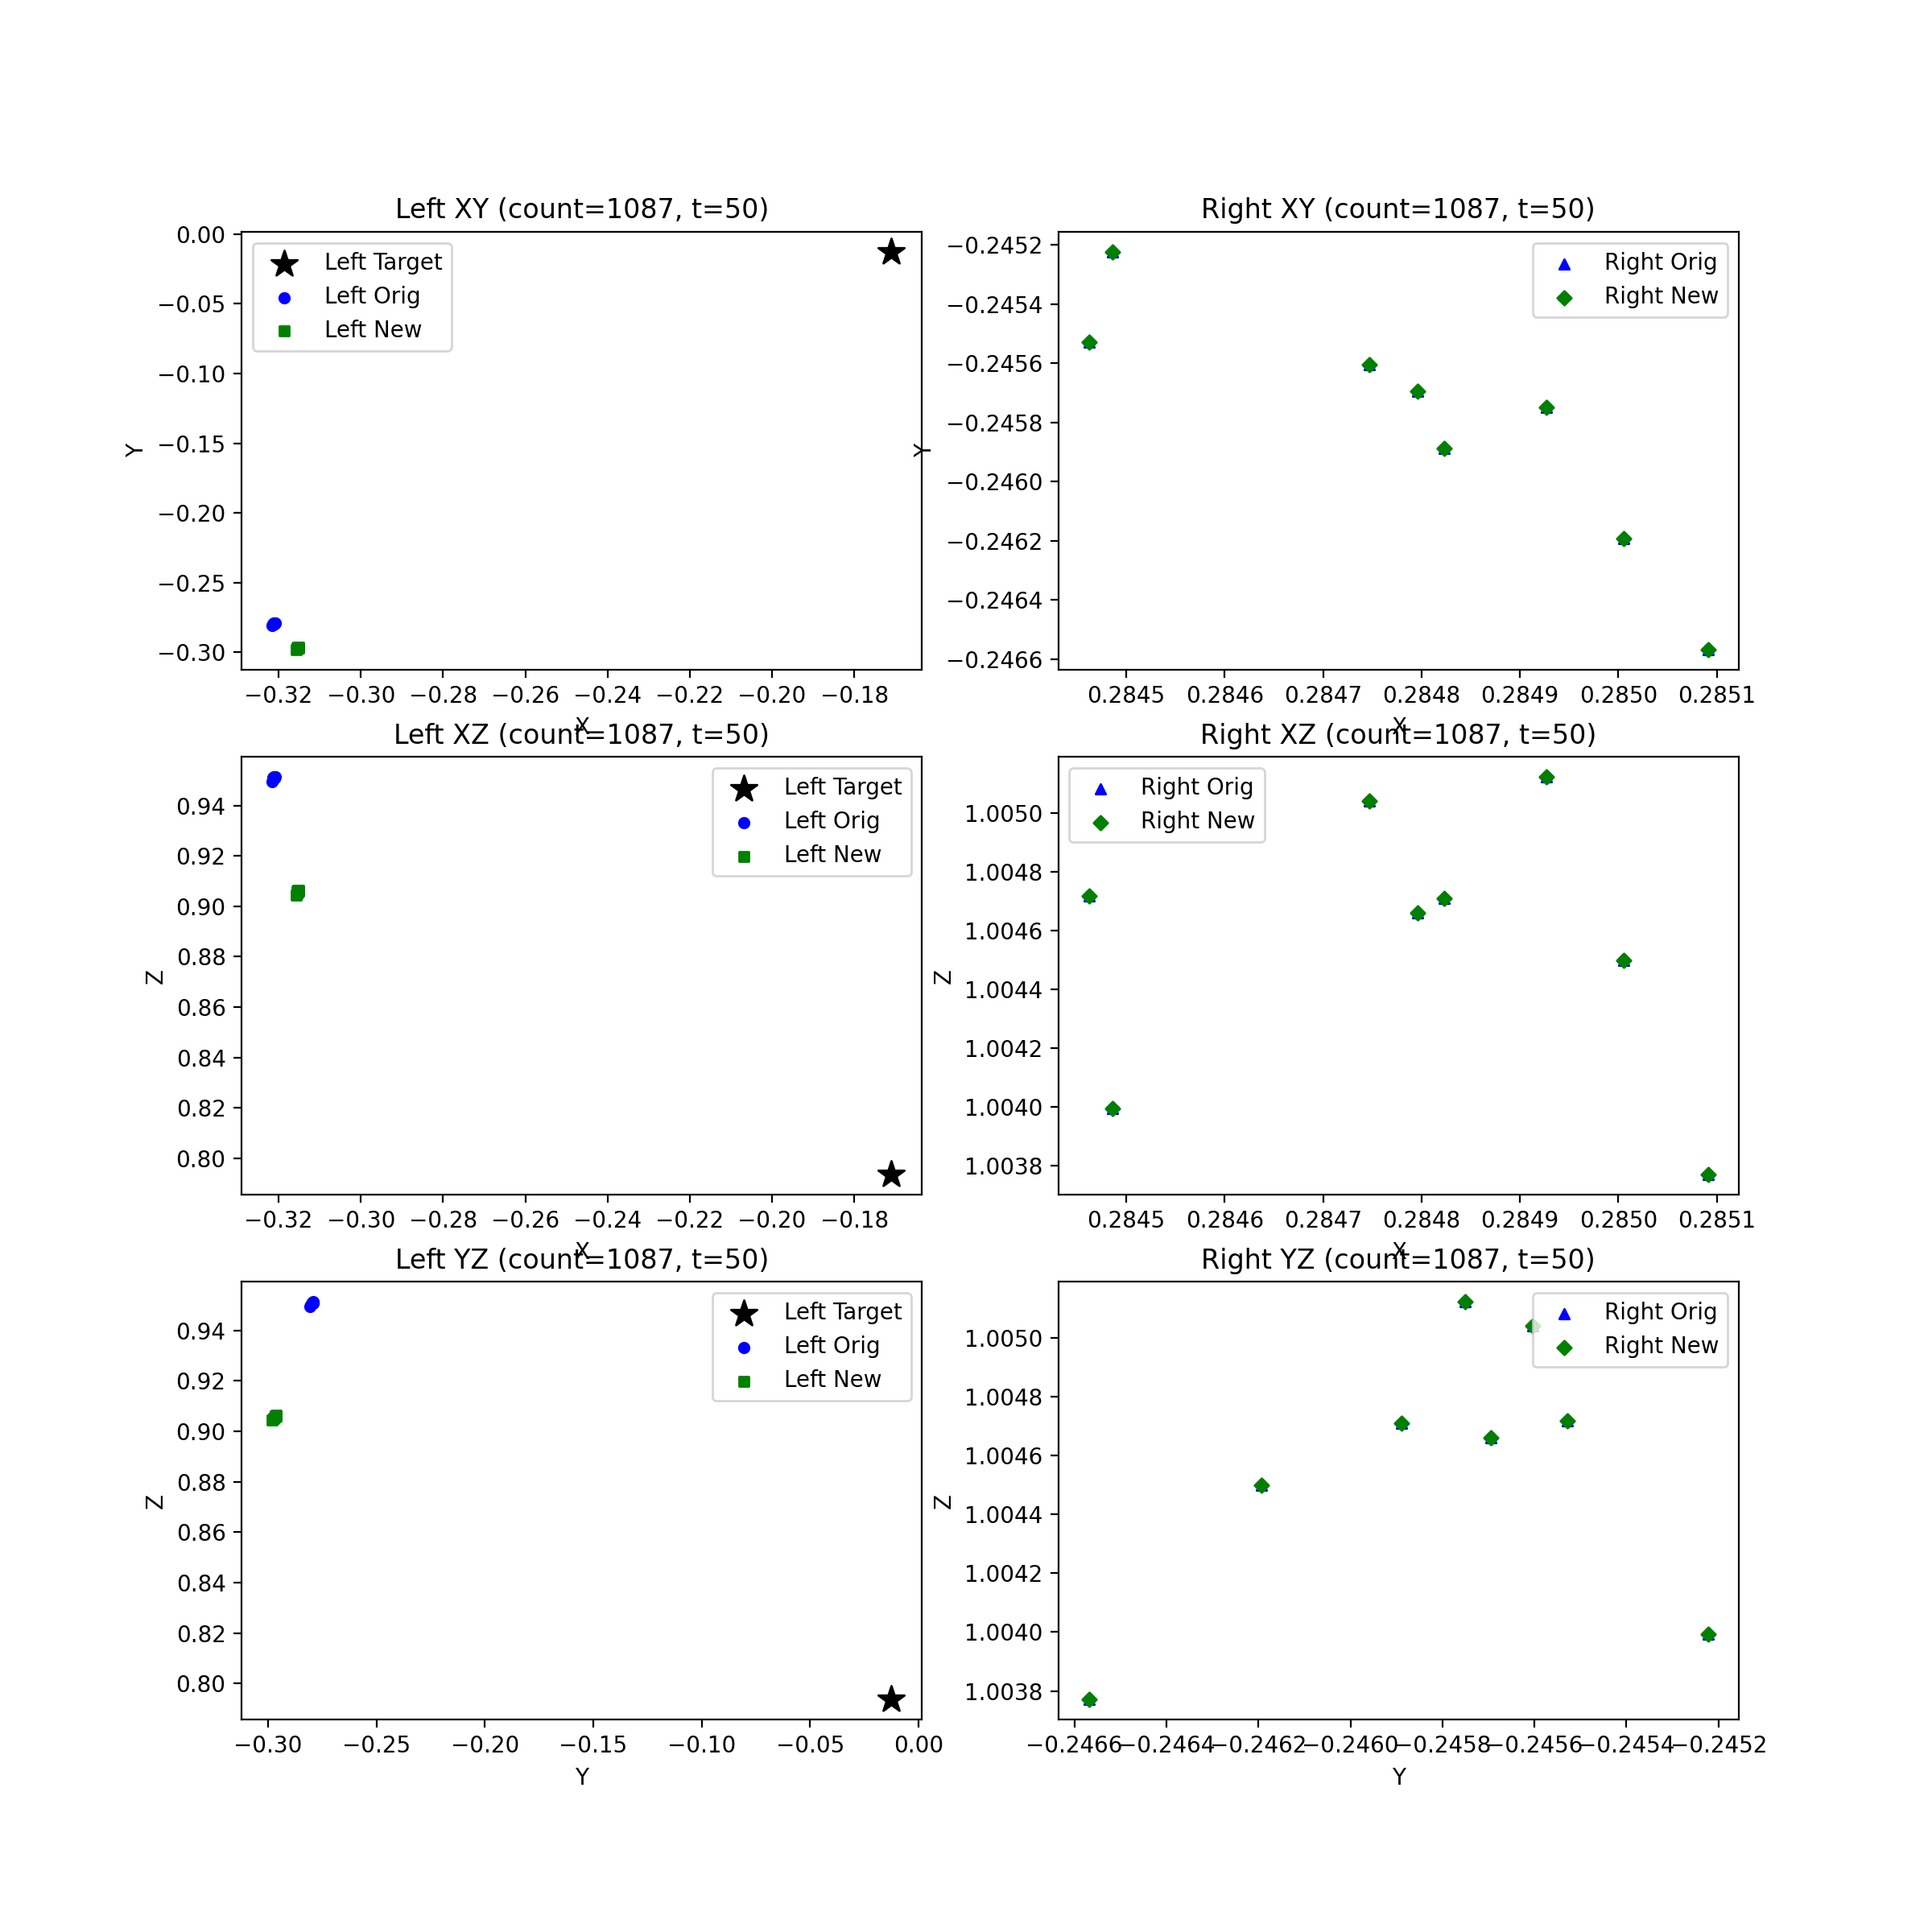 Left XY (count=1087, t=50)
0.00
−0.05
−0.10
−0.15
−0.20
−0.25
−0.30
Y
Left Target
Left Orig
Left New
−0.32 −0.30 −0.28 −0.26 −0.24 −0.22 −0.20 −0.18
X
Right XY (count=1087, t=50)
−0.2452
−0.2454
−0.2456
−0.2458
−0.2460
−0.2462
−0.2464
−0.2466
Y
Right Orig
Right New
0.2845 0.2846 0.2847 0.2848 0.2849 0.2850 0.2851
X
Left XZ (count=1087, t=50)
0.94
0.92
0.90
0.88
0.86
0.84
0.82
0.80
Z
Left Target
Left Orig
Left New
−0.32 −0.30 −0.28 −0.26 −0.24 −0.22 −0.20 −0.18
X
Right XZ (count=1087, t=50)
1.0050
1.0048
1.0046
1.0044
1.0042
1.0040
1.0038
Z
Right Orig
Right New
0.2845 0.2846 0.2847 0.2848 0.2849 0.2850 0.2851
X
Left YZ (count=1087, t=50)
0.94
0.92
0.90
0.88
0.86
0.84
0.82
0.80
Z
Left Target
Left Orig
Left New
−0.30 −0.25 −0.20 −0.15 −0.10 −0.05 0.00
Y
Right YZ (count=1087, t=50)
1.0050
1.0048
1.0046
1.0044
1.0042
1.0040
1.0038
Z
Right Orig
Right New
−0.2466 −0.2464 −0.2462 −0.2460 −0.2458 −0.2456 −0.2454 −0.2452
Y